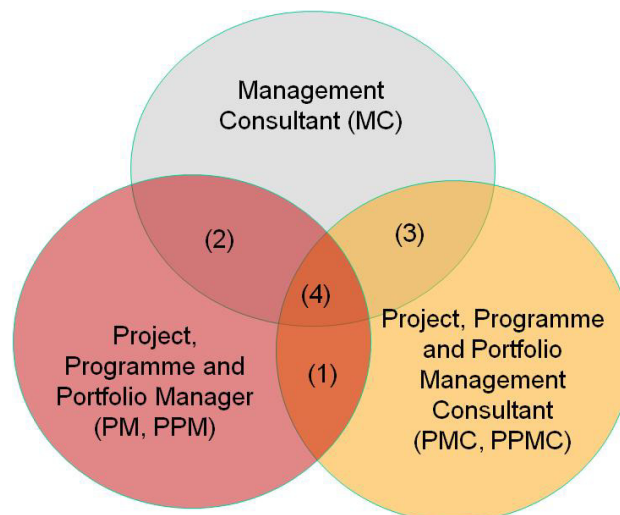 Management
Consultant (MC)
(2)
(3)
(4)
Project,
Programme and
Portfolio Manager
(PM, PPM)
(1)
Project, Programme
and Portfolio
Management
Consultant
(PMC, PPMC)